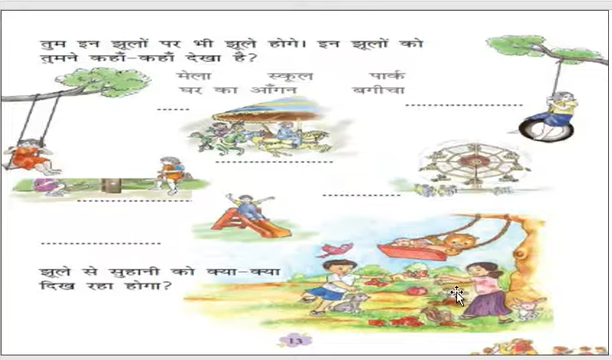 तुम इन झूलों पर भी झूले होगे। इन झूलों को
तुमने कहाँ-कहाँ देखा है?
मेला स्कूल पार्क
घर का आँगन बगीचा
झूले से सुहानी को क्या-क्या
दिख रहा होगा?
13